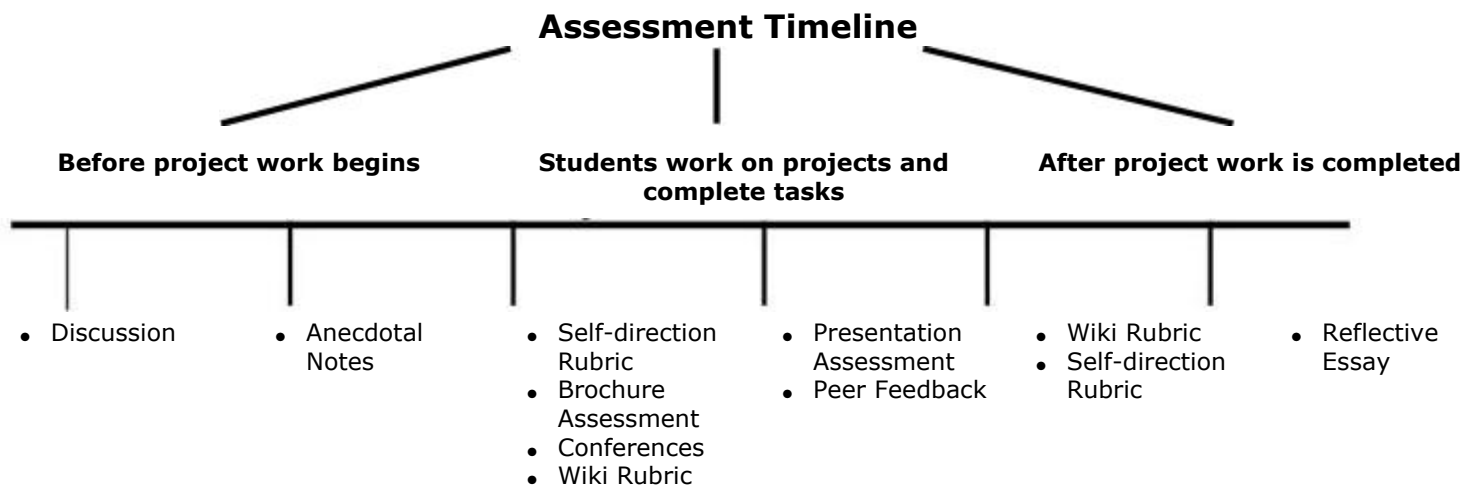 Assessment Timeline
Before project work begins
Students work on projects and
complete tasks
After project work is completed
• Discussion
• Anecdotal
Notes
• Self-direction
Rubric
• Brochure
Assessment
• Conferences
• Wiki Rubric
• Presentation
Assessment
• Peer Feedback
• Wiki Rubric
• Self-direction
Rubric
• Reflective
Essay